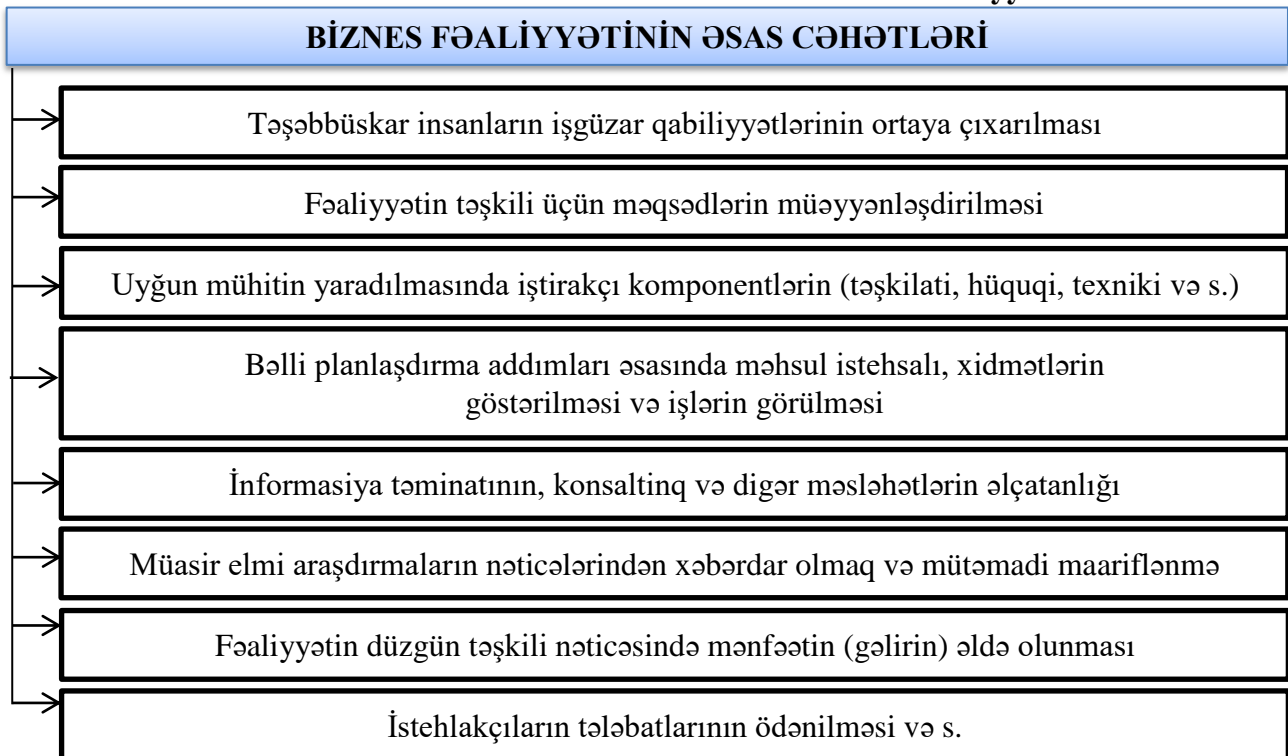 BİZNES FƏALİYYƏTİNİN ƏSAS CƏHƏTLƏRİ
Təşəbbüskar insanların işgüzar qabiliyyətlərinin ortaya çıxarılması
Fəaliyyətin təşkili üçün məqsədlərin müəyyənləşdirilməsi
Uyğun mühitin yaradılmasında iştirakçı komponentlərin (təşkilati, hüquqi, texniki və s.)
Bəlli planlaşdırma addımları əsasında məhsul istehsalı, xidmətlərin
göstərilməsi və işlərin görülməsi
İnformasiya təminatının, konsaltinq və digər məsləhətlərin əlçatanlığı
Müasir elmi araşdırmaların nəticələrindən xəbərdar olmaq və mütəmadi maariflənmə
Fəaliyyətin düzgün təşkili nəticəsində mənfəətin (gəlirin) əldə olunması
İstehlakçıların tələbatlarının ödənilməsi və s.